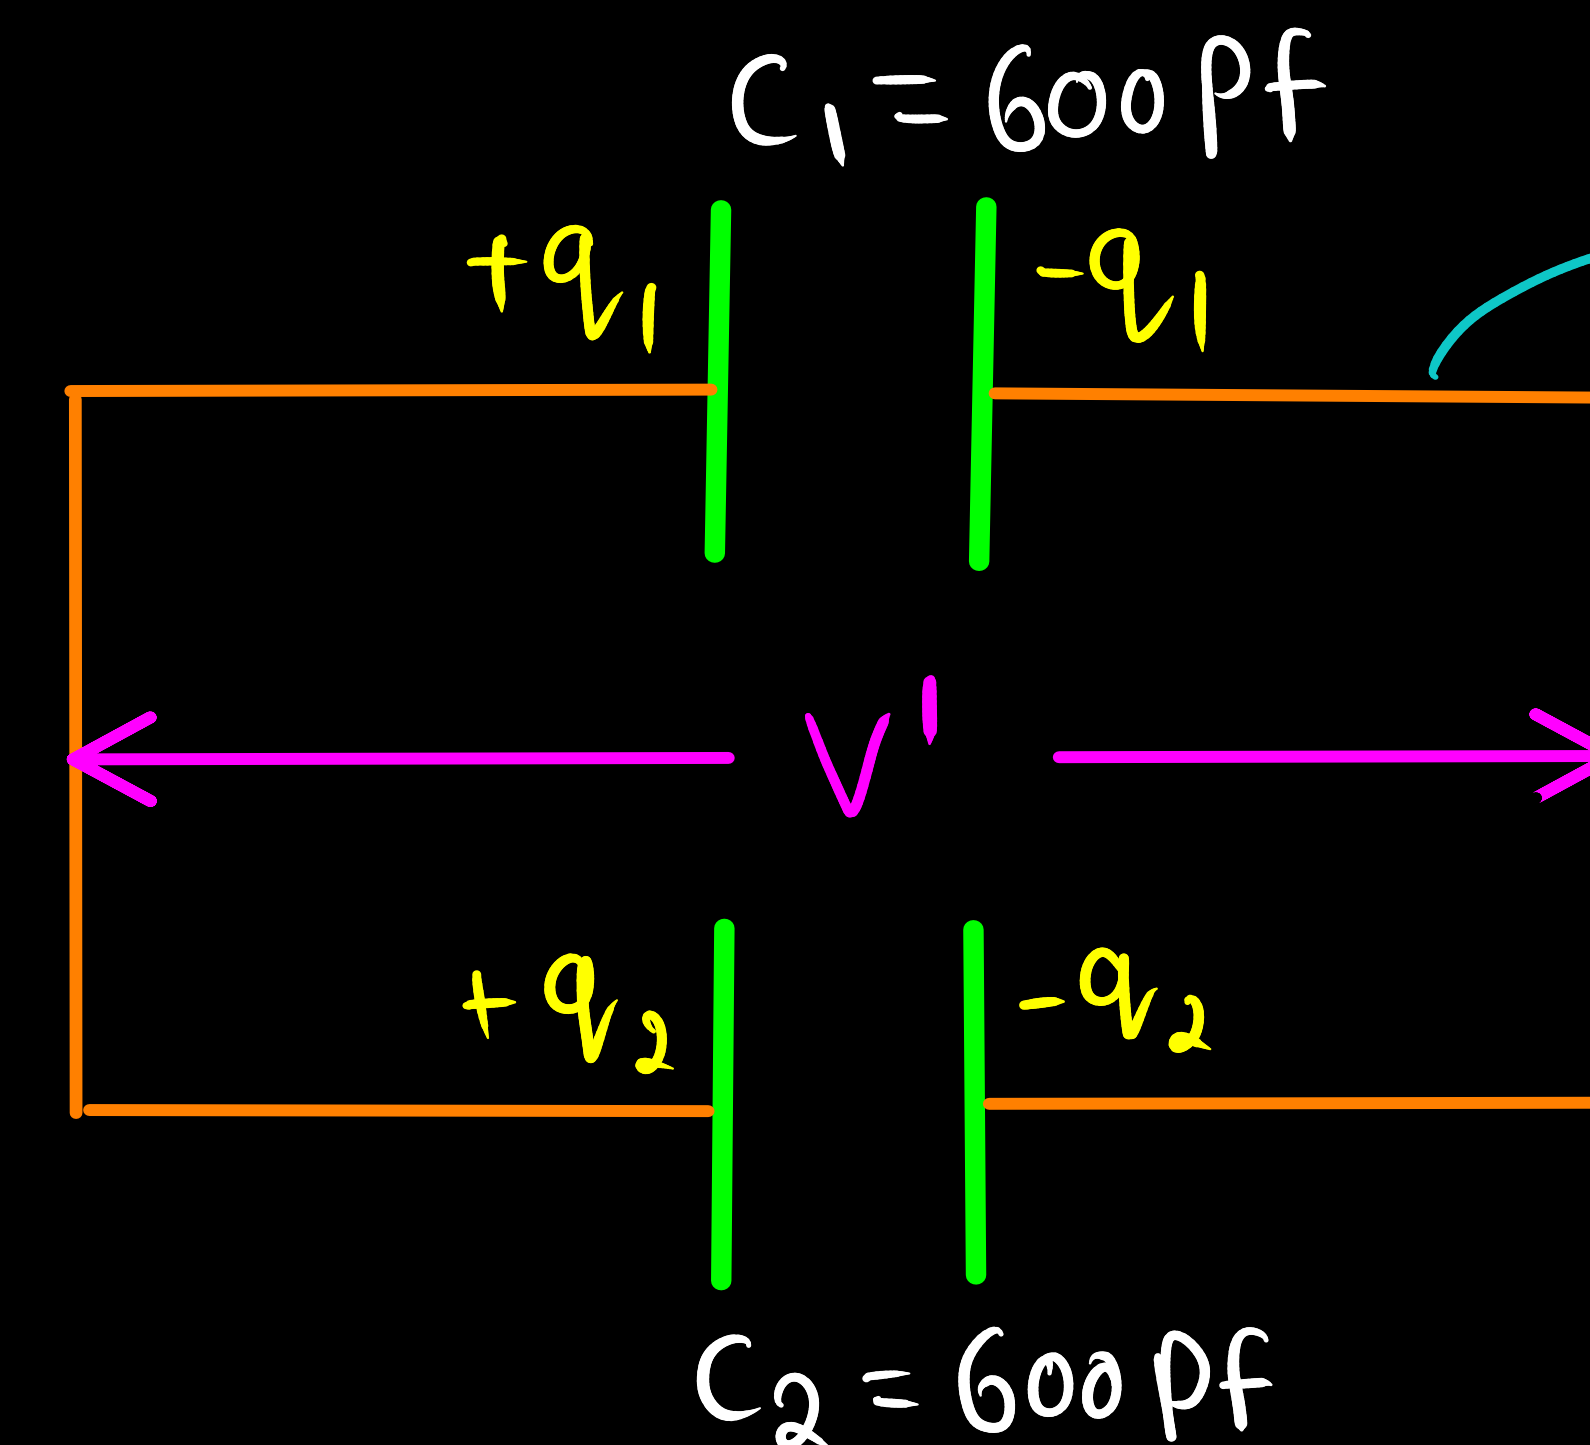 C₁ = 600 Pf
+q₁ -q₁
V'
+q₂ -q₂
C₂ = 600 Pf